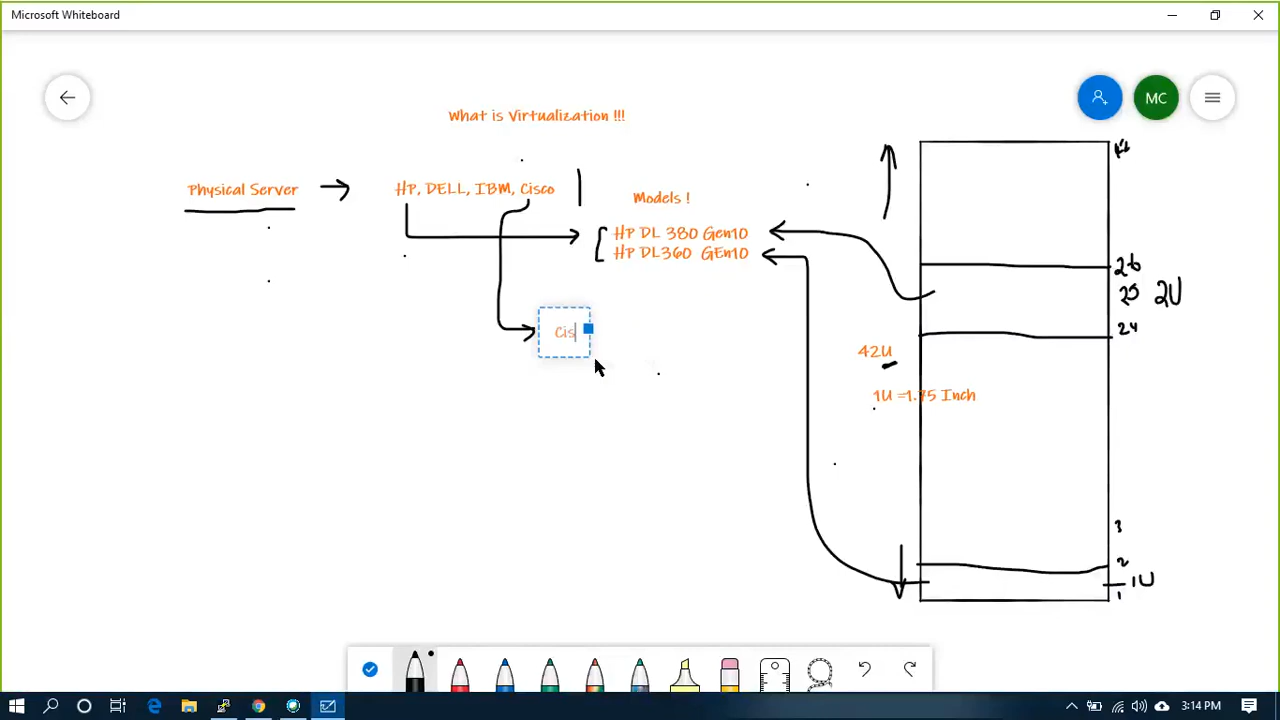 Microsoft Whiteboard
MC
What is Virtualization !!!
Physical Server
HP, DELL, IBM, Cisco
Models !
HP DL 380 Gen10
HP DL360 GEn10
Cis
42U
1U =1.75 Inch
26
25 2U
24
3
2
1U
1
3:14 PM